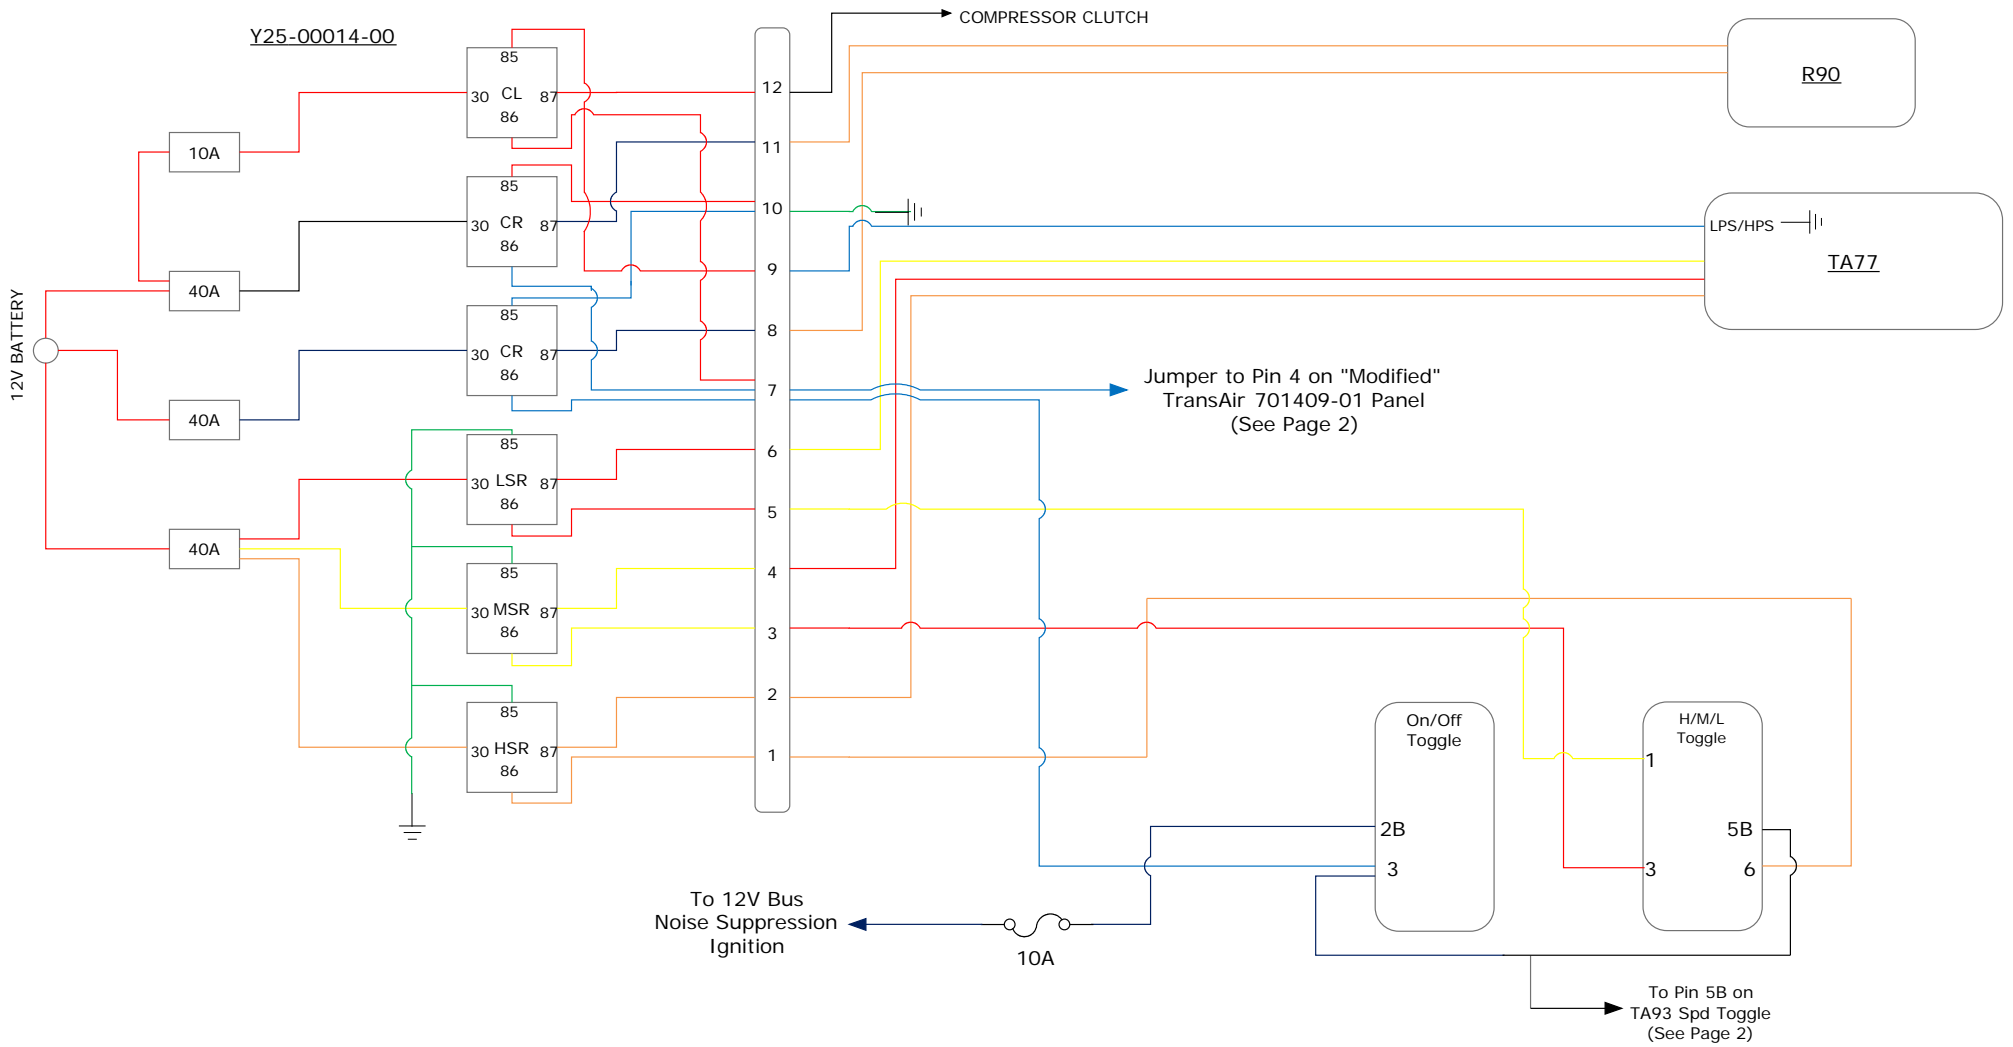 Y25-00014-00
COMPRESSOR CLUTCH
R90
85
30 CL 87
86
10A
12
11
85
30 CR 87
86
10
LPS/HPS
TA77
9
40A
12V BATTERY
85
30 CR 87
86
8
40A
7
Jumper to Pin 4 on "Modified"
TransAir 701409-01 Panel
(See Page 2)
85
30 LSR 87
86
6
5
40A
85
30 MSR 87
86
4
3
85
30 HSR 87
86
2
1
On/Off
Toggle
2B
3
H/M/L
Toggle
1
5B
3
6
To 12V Bus
Noise Suppression
Ignition
10A
To Pin 5B on
TA93 Spd Toggle
(See Page 2)